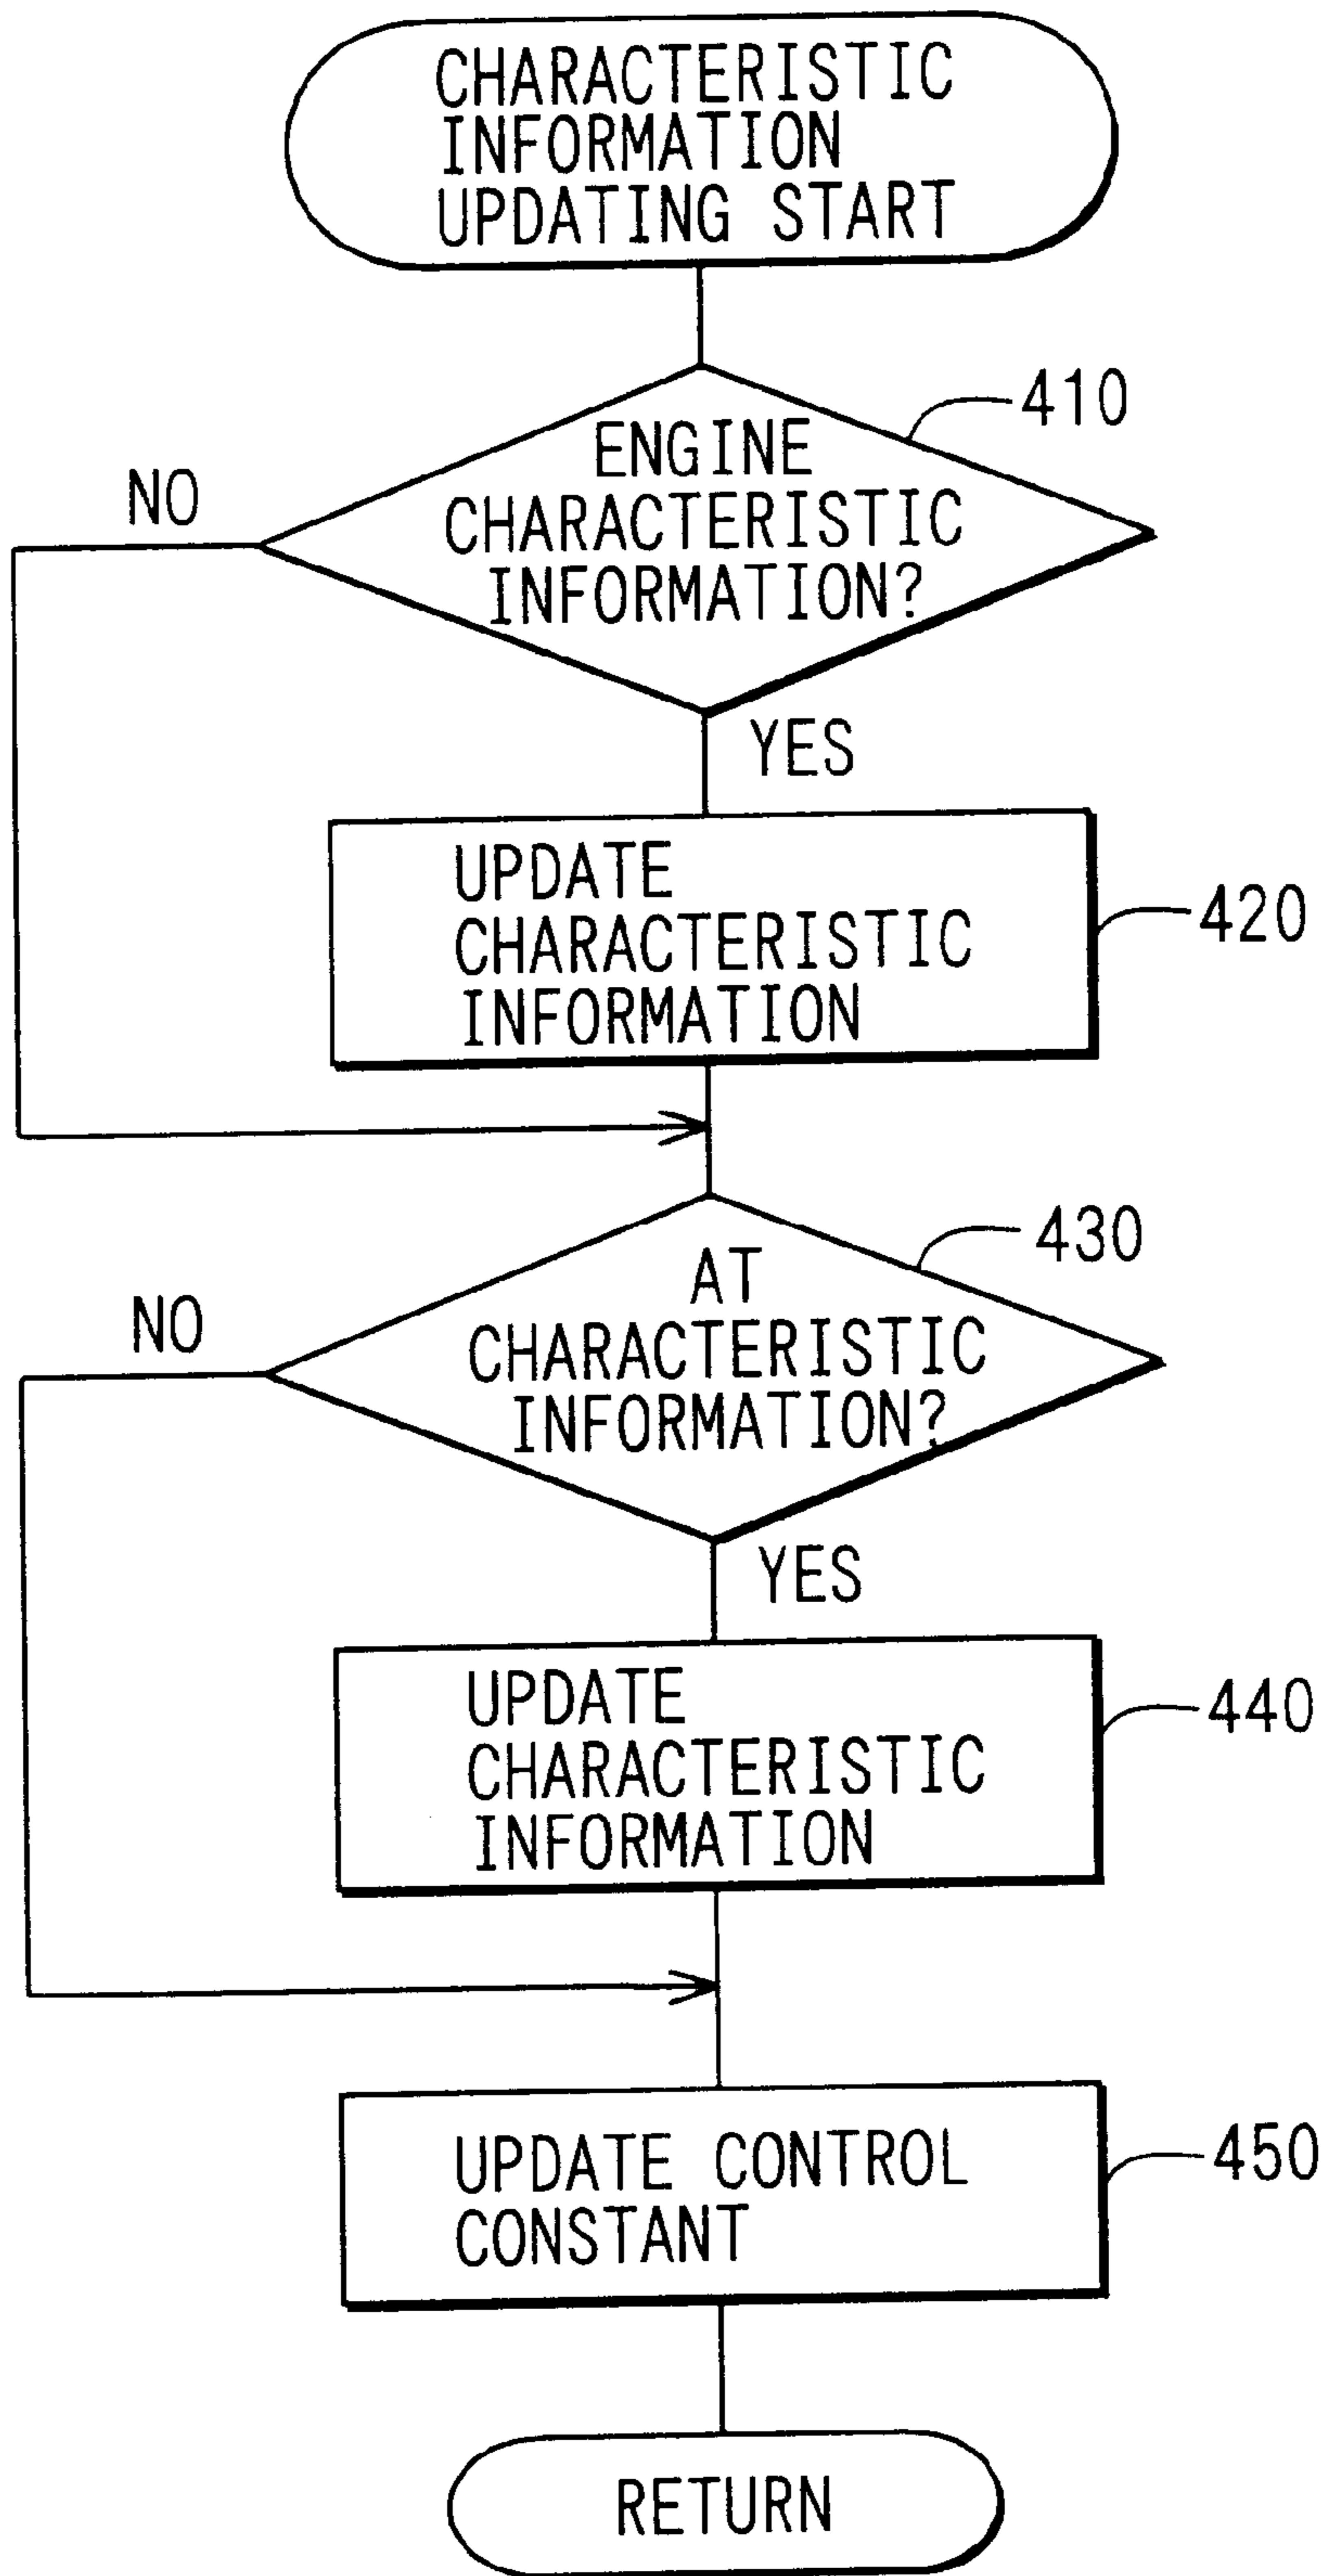 CHARACTERISTIC
INFORMATION
UPDATING START
410
ENGINE
CHARACTERISTIC
INFORMATION?
NO
YES
UPDATE
CHARACTERISTIC
INFORMATION
420
430
AT
CHARACTERISTIC
INFORMATION?
NO
YES
UPDATE
CHARACTERISTIC
INFORMATION
440
UPDATE CONTROL
CONSTANT
450
RETURN